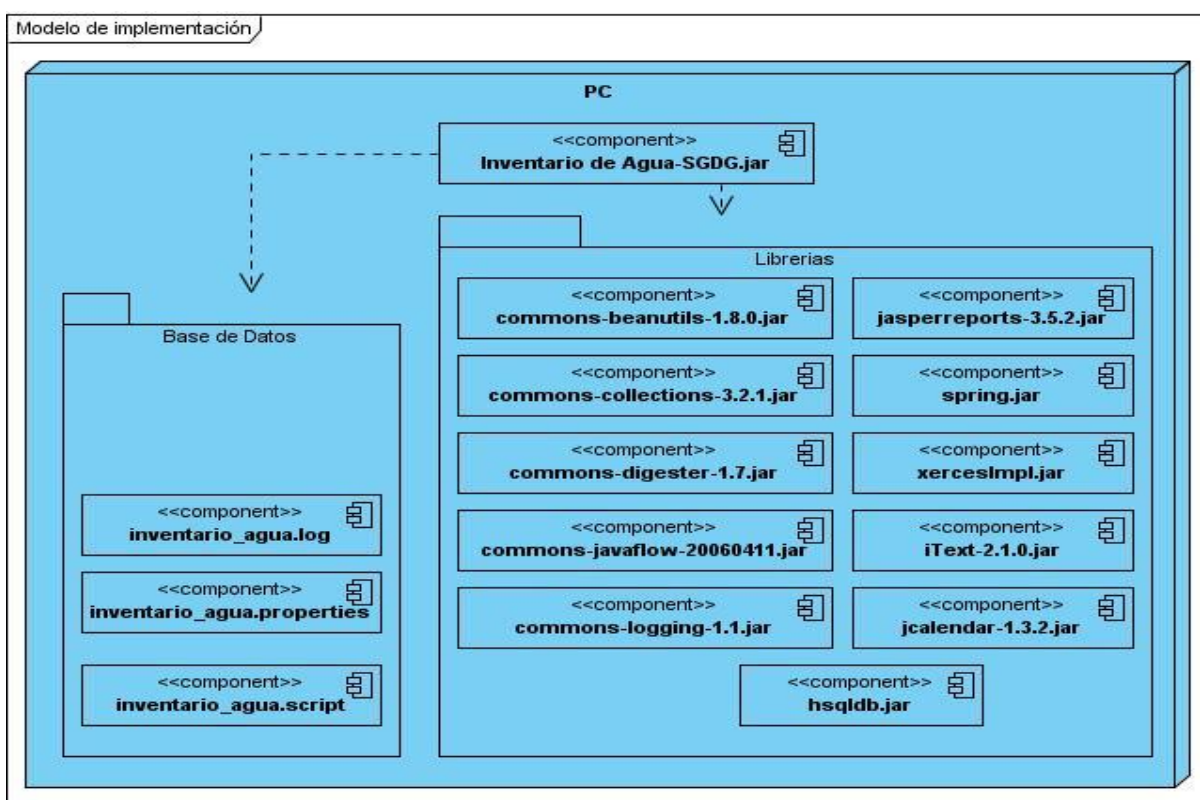 Modelo de implementación
PC
<<component>>
Inventario de Agua-SGDG.jar
Base de Datos
<<component>>
inventario_agua.log
<<component>>
inventario_agua.properties
<<component>>
inventario_agua.script
Librerias
<<component>>
commons-beanutils-1.8.0.jar
<<component>>
jasperreports-3.5.2.jar
<<component>>
commons-collections-3.2.1.jar
<<component>>
spring.jar
<<component>>
commons-digester-1.7.jar
<<component>>
xercesImpl.jar
<<component>>
commons-javaflow-20060411.jar
<<component>>
iText-2.1.0.jar
<<component>>
commons-logging-1.1.jar
<<component>>
jcalendar-1.3.2.jar
<<component>>
hsqldb.jar